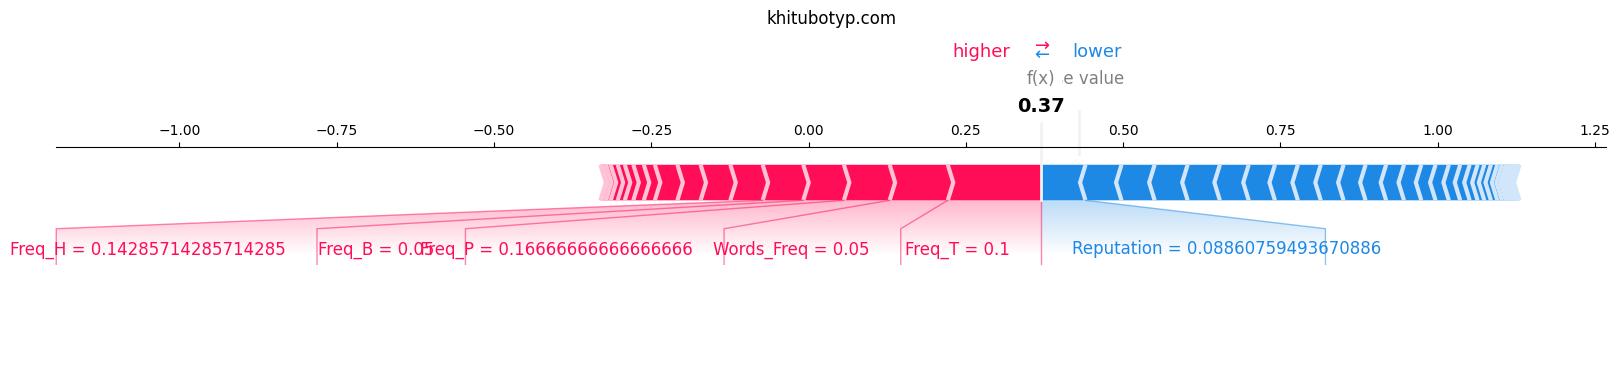 khitubotyp.com
higher → ← lower
f(x) e value
0.37
−1.00 −0.75 −0.50 −0.25 0.00 0.25 0.50 0.75 1.00 1.25
Freq_H = 0.14285714285714285 Freq_B = 0.05 Freq_P = 0.16666666666666666 Words_Freq = 0.05 Freq_T = 0.1 Reputation = 0.08860759493670886